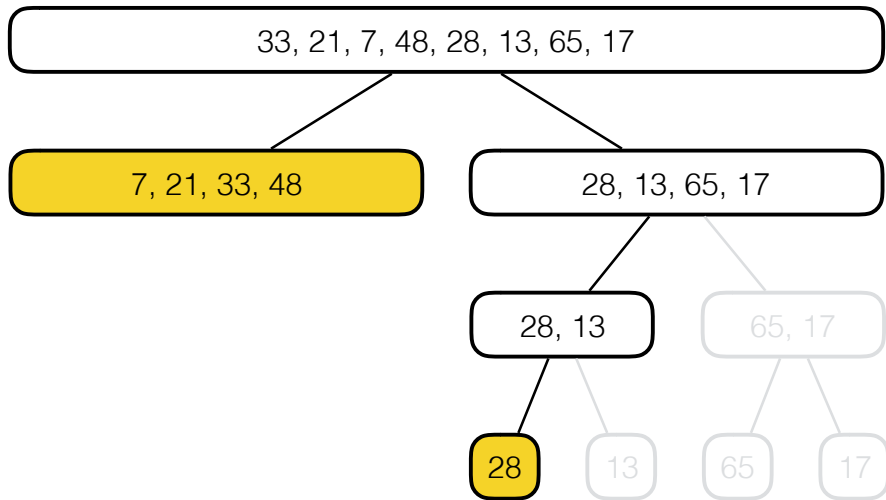 33, 21, 7, 48, 28, 13, 65, 17
7, 21, 33, 48
28, 13, 65, 17
28, 13
65, 17
28
13
65
17